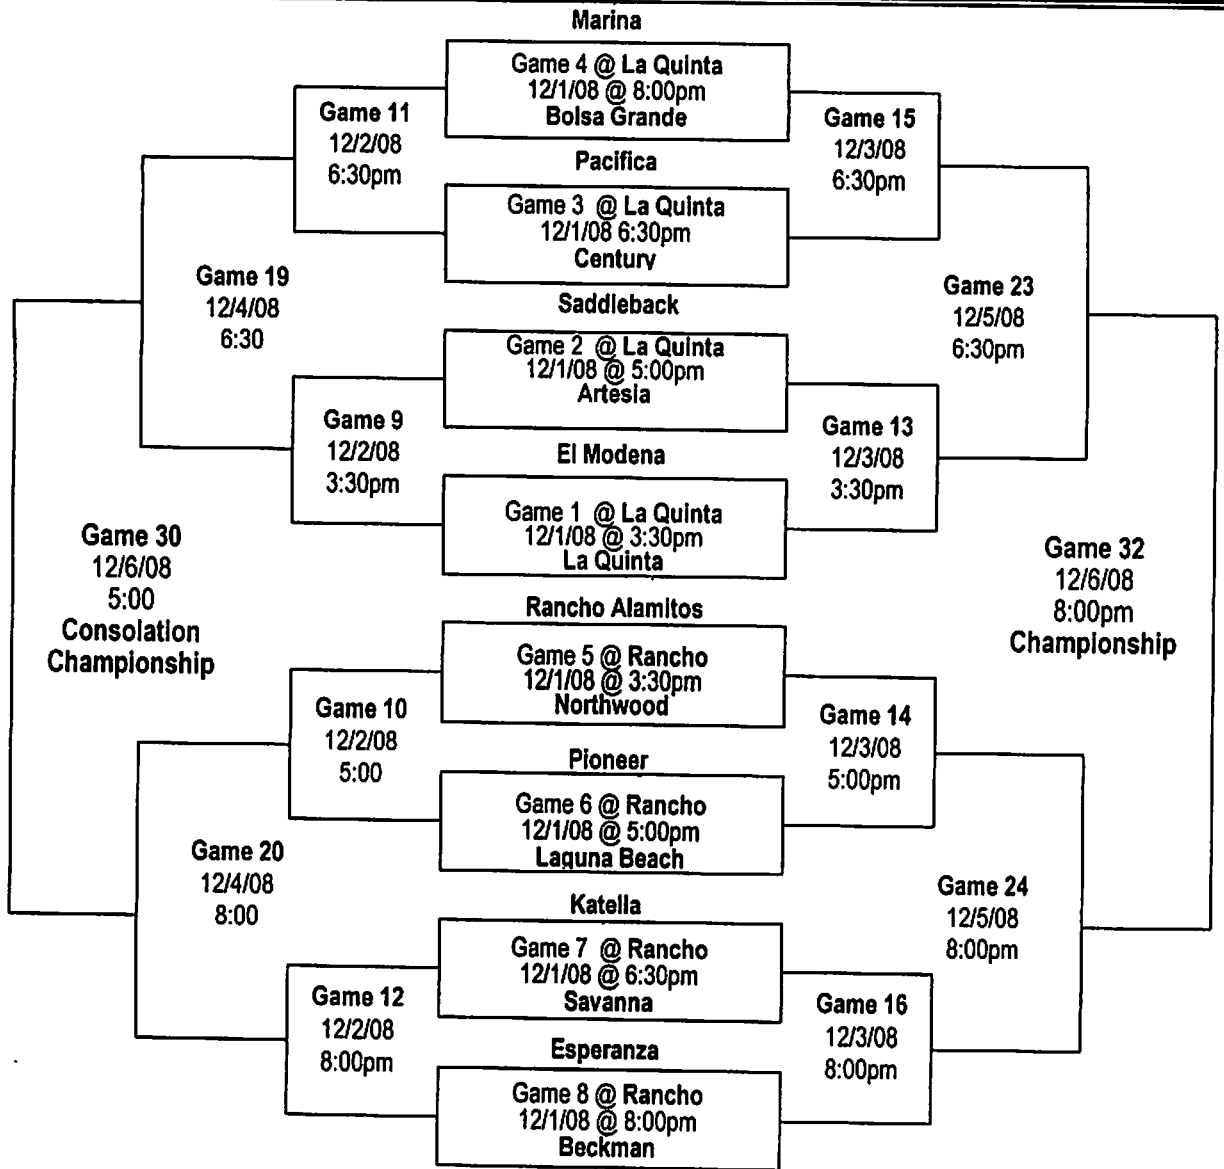 Marina
Game 4 @ La Quinta
12/1/08 @ 8:00pm
Bolsa Grande
Game 11
12/2/08
6:30pm
Game 15
12/3/08
6:30pm
Pacifica
Game 3 @ La Quinta
12/1/08 6:30pm
Century
Game 19
12/4/08
6:30
Game 23
12/5/08
6:30pm
Saddleback
Game 2 @ La Quinta
12/1/08 @ 5:00pm
Artesia
Game 9
12/2/08
3:30pm
Game 13
12/3/08
3:30pm
El Modena
Game 1 @ La Quinta
12/1/08 @ 3:30pm
La Quinta
Game 30
12/6/08
5:00
Consolation
Championship
Game 32
12/6/08
8:00pm
Championship
Rancho Alamitos
Game 5 @ Rancho
12/1/08 @ 3:30pm
Northwood
Game 10
12/2/08
5:00
Game 14
12/3/08
5:00pm
Pioneer
Game 6 @ Rancho
12/1/08 @ 5:00pm
Laguna Beach
Game 20
12/4/08
8:00
Game 24
12/5/08
8:00pm
Katella
Game 7 @ Rancho
12/1/08 @ 6:30pm
Savanna
Game 12
12/2/08
8:00pm
Game 16
12/3/08
8:00pm
Esperanza
Game 8 @ Rancho
12/1/08 @ 8:00pm
Beckman